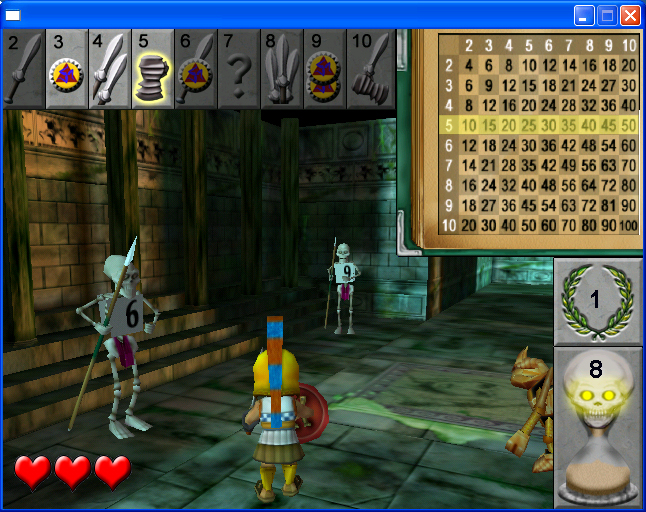 2 3 4 5 6 7 8 9 10
?
2 3 4 5 6 7 8 9 10
2 4 6 8 10 12 14 16 18 20
3 6 9 12 15 18 21 24 27 30
4 8 12 16 20 24 28 32 36 40
5 10 15 20 25 30 35 40 45 50
6 12 18 24 30 36 42 48 54 60
7 14 21 28 35 42 49 56 63 70
8 16 24 32 40 48 56 64 72 80
9 18 27 36 45 54 63 72 81 90
10 20 30 40 50 60 70 80 90 100
9
6
1
8